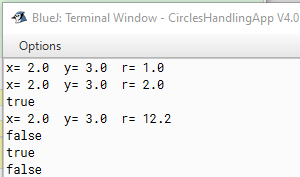 BlueJ: Terminal Window - CirclesHandlingApp V4.0
Options
x= 2.0  y= 3.0  r= 1.0
x= 2.0  y= 3.0  r= 2.0
true
x= 2.0  y= 3.0  r= 12.2
false
true
false